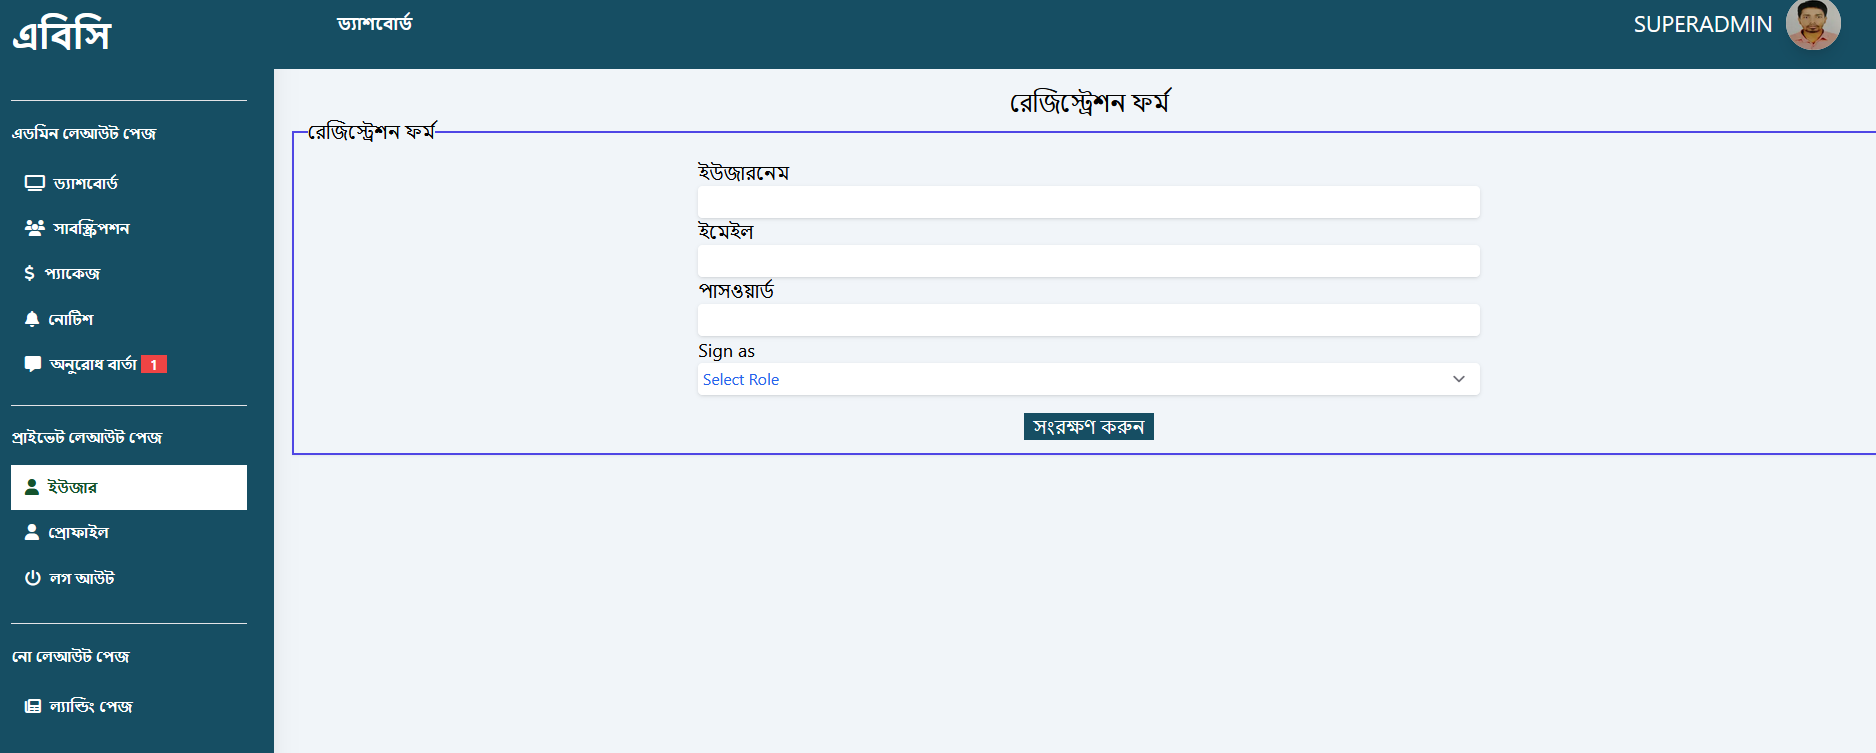 এবিসি
ড্যাশবোর্ড
SUPERADMIN
এডমিন লেআউট পেজ
ড্যাশবোর্ড
সাবস্ক্রিপশন
প্যাকেজ
নোটিশ
অনুরোধ বার্তা 1
প্রাইভেট লেআউট পেজ
ইউজার
প্রোফাইল
লগ আউট
নো লেআউট পেজ
ল্যান্ডিং পেজ
রেজিস্ট্রেশন ফর্ম
রেজিস্ট্রেশন ফর্ম
ইউজারনেম
ইমেইল
পাসওয়ার্ড
Sign as
Select Role
সংরক্ষণ করুন